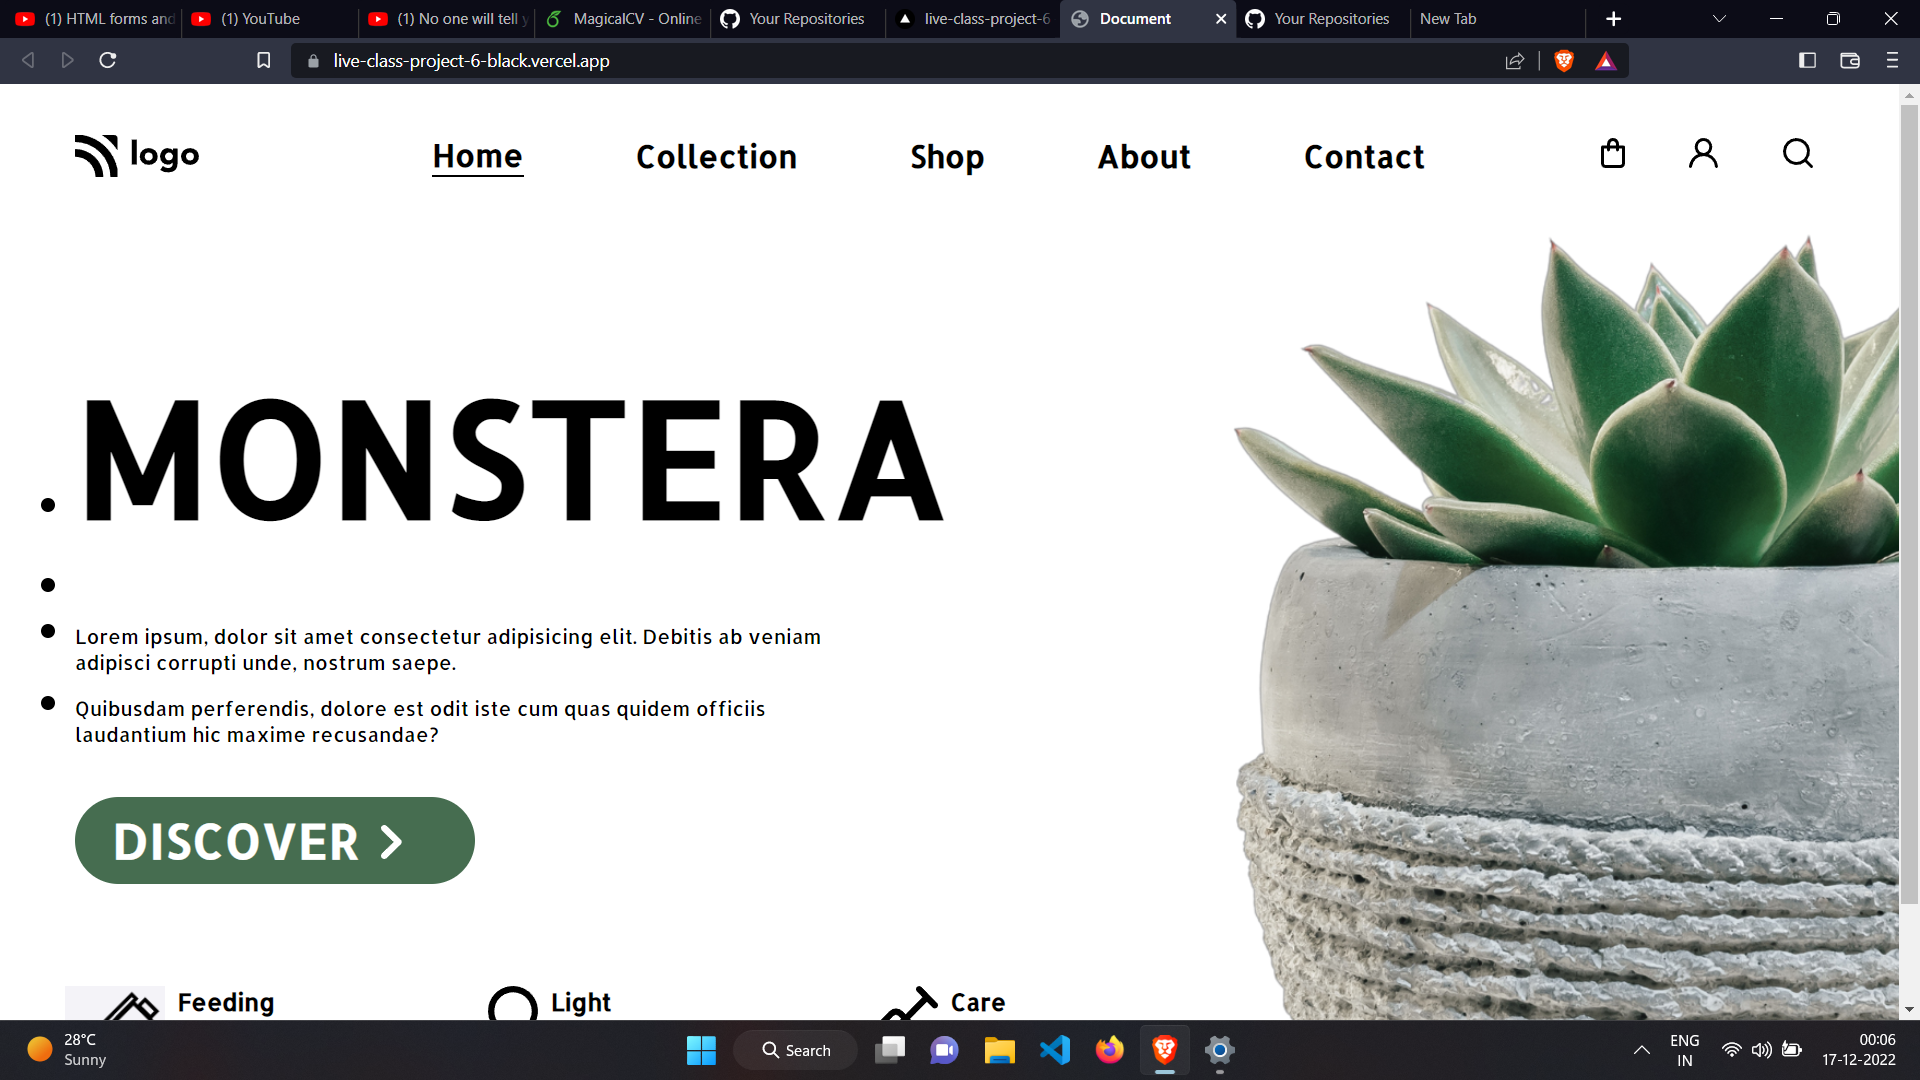 (1) HTML forms and
(1) YouTube
(1) No one will tell y
MagicalCV - Online
Your Repositories
live-class-project-6
Document
Your Repositories
New Tab
live-class-project-6-black.vercel.app
logo
Home
Collection
Shop
About
Contact
MONSTERA
Lorem ipsum, dolor sit amet consectetur adipisicing elit. Debitis ab veniam
adipisci corrupti unde, nostrum saepe.
Quibusdam perferendis, dolore est odit iste cum quas quidem officiis
laudantium hic maxime recusandae?
DISCOVER
Feeding
Light
Care
28°C
Sunny
Search
ENG
IN
00:06
17-12-2022